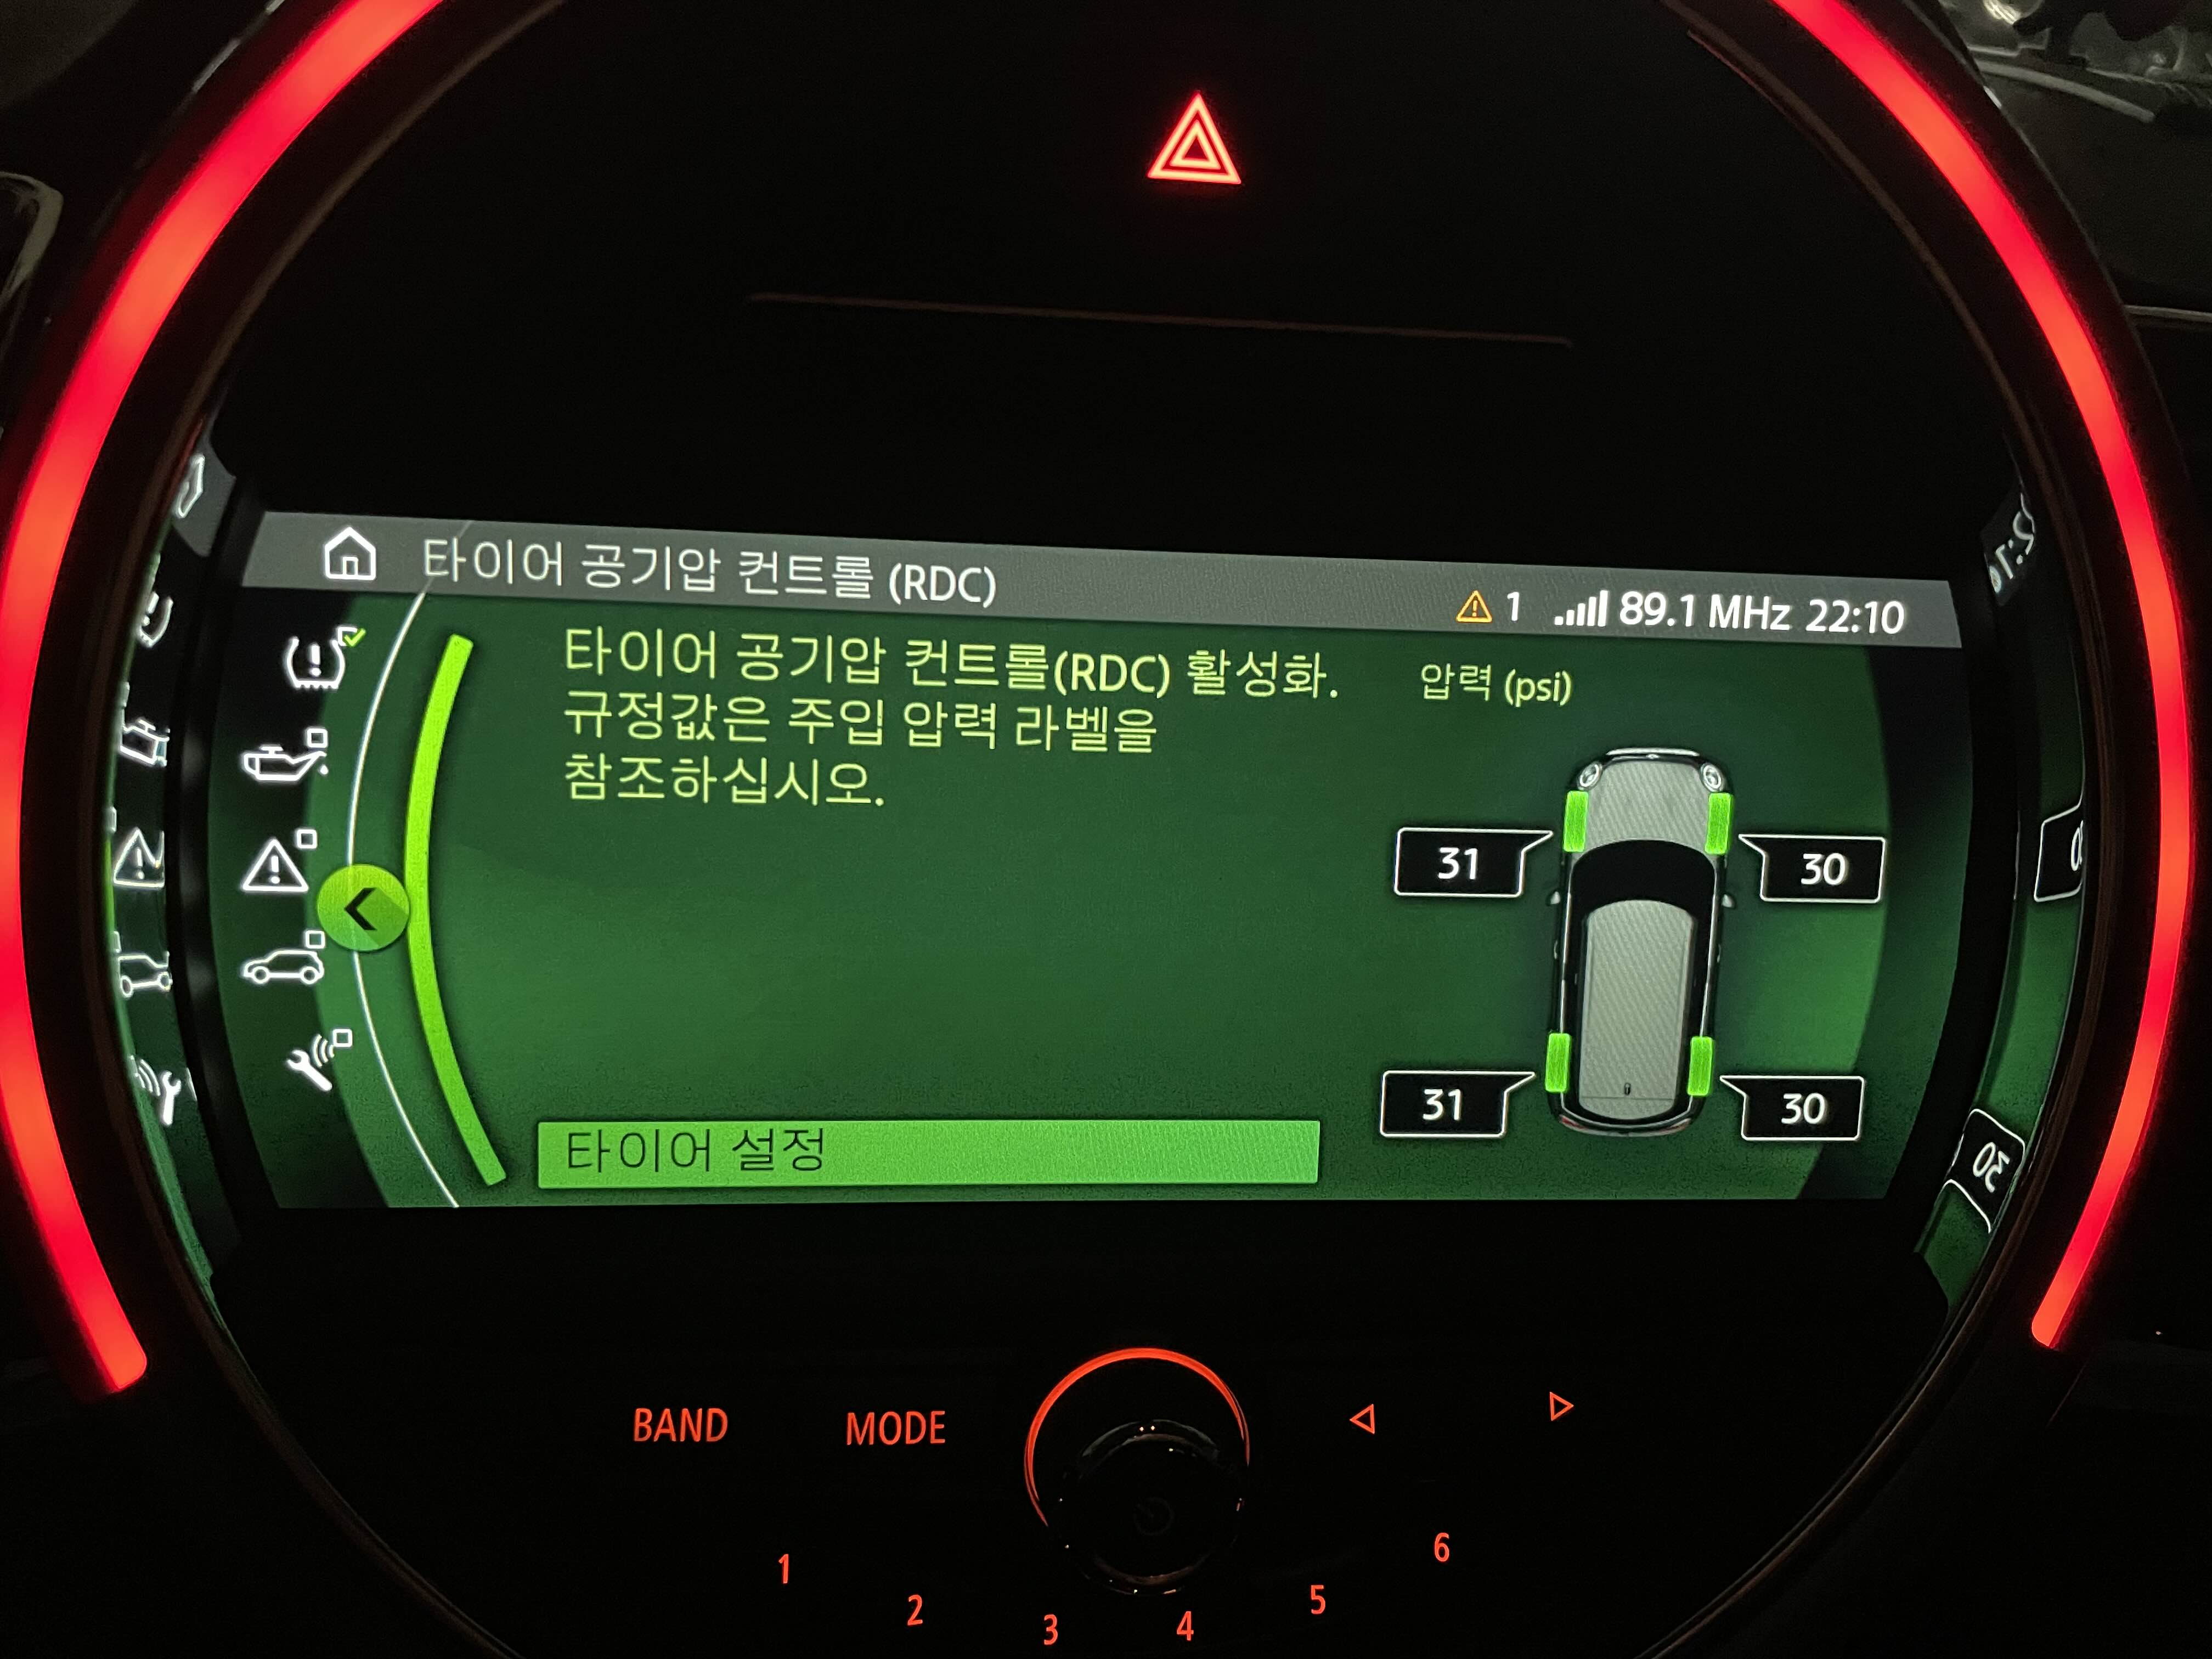 타이어 공기압 컨트롤 (RDC)
1 89.1 MHz 22:10
타이어 공기압 컨트롤(RDC) 활성화.
규정값은 주입 압력 라벨을
참조하십시오.
압력 (psi)
31 30
31 30
타이어 설정
BAND MODE
1 2 3 4 5 6